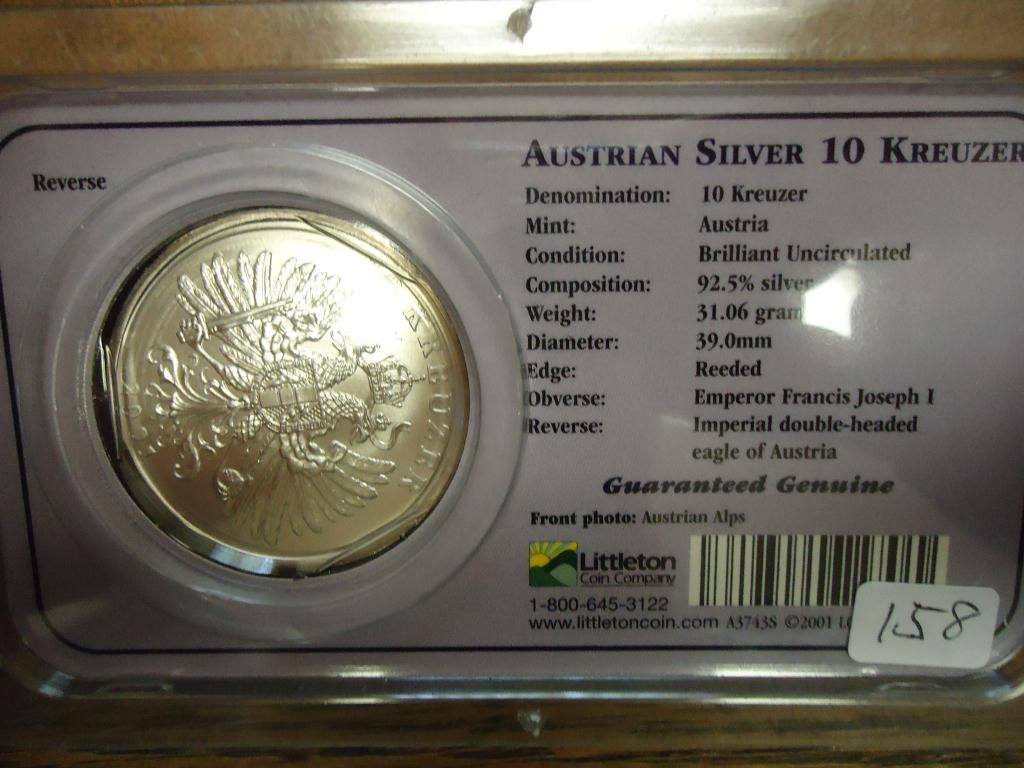 Reverse
AUSTRIAN SILVER 10 KREUZER
Denomination: 10 Kreuzer
Mint: Austria
Condition: Brilliant Uncirculated
Composition: 92.5% silver
Weight: 31.06 gram
Diameter: 39.0mm
Edge: Reeded
Obverse: Emperor Francis Joseph I
Reverse: Imperial double-headed
eagle of Austria
Guaranteed Genuine
Front photo: Austrian Alps
Littleton
Coin Company
1-800-645-3122
www.littletoncoin.com A3743S ©2001
158
KREUZER